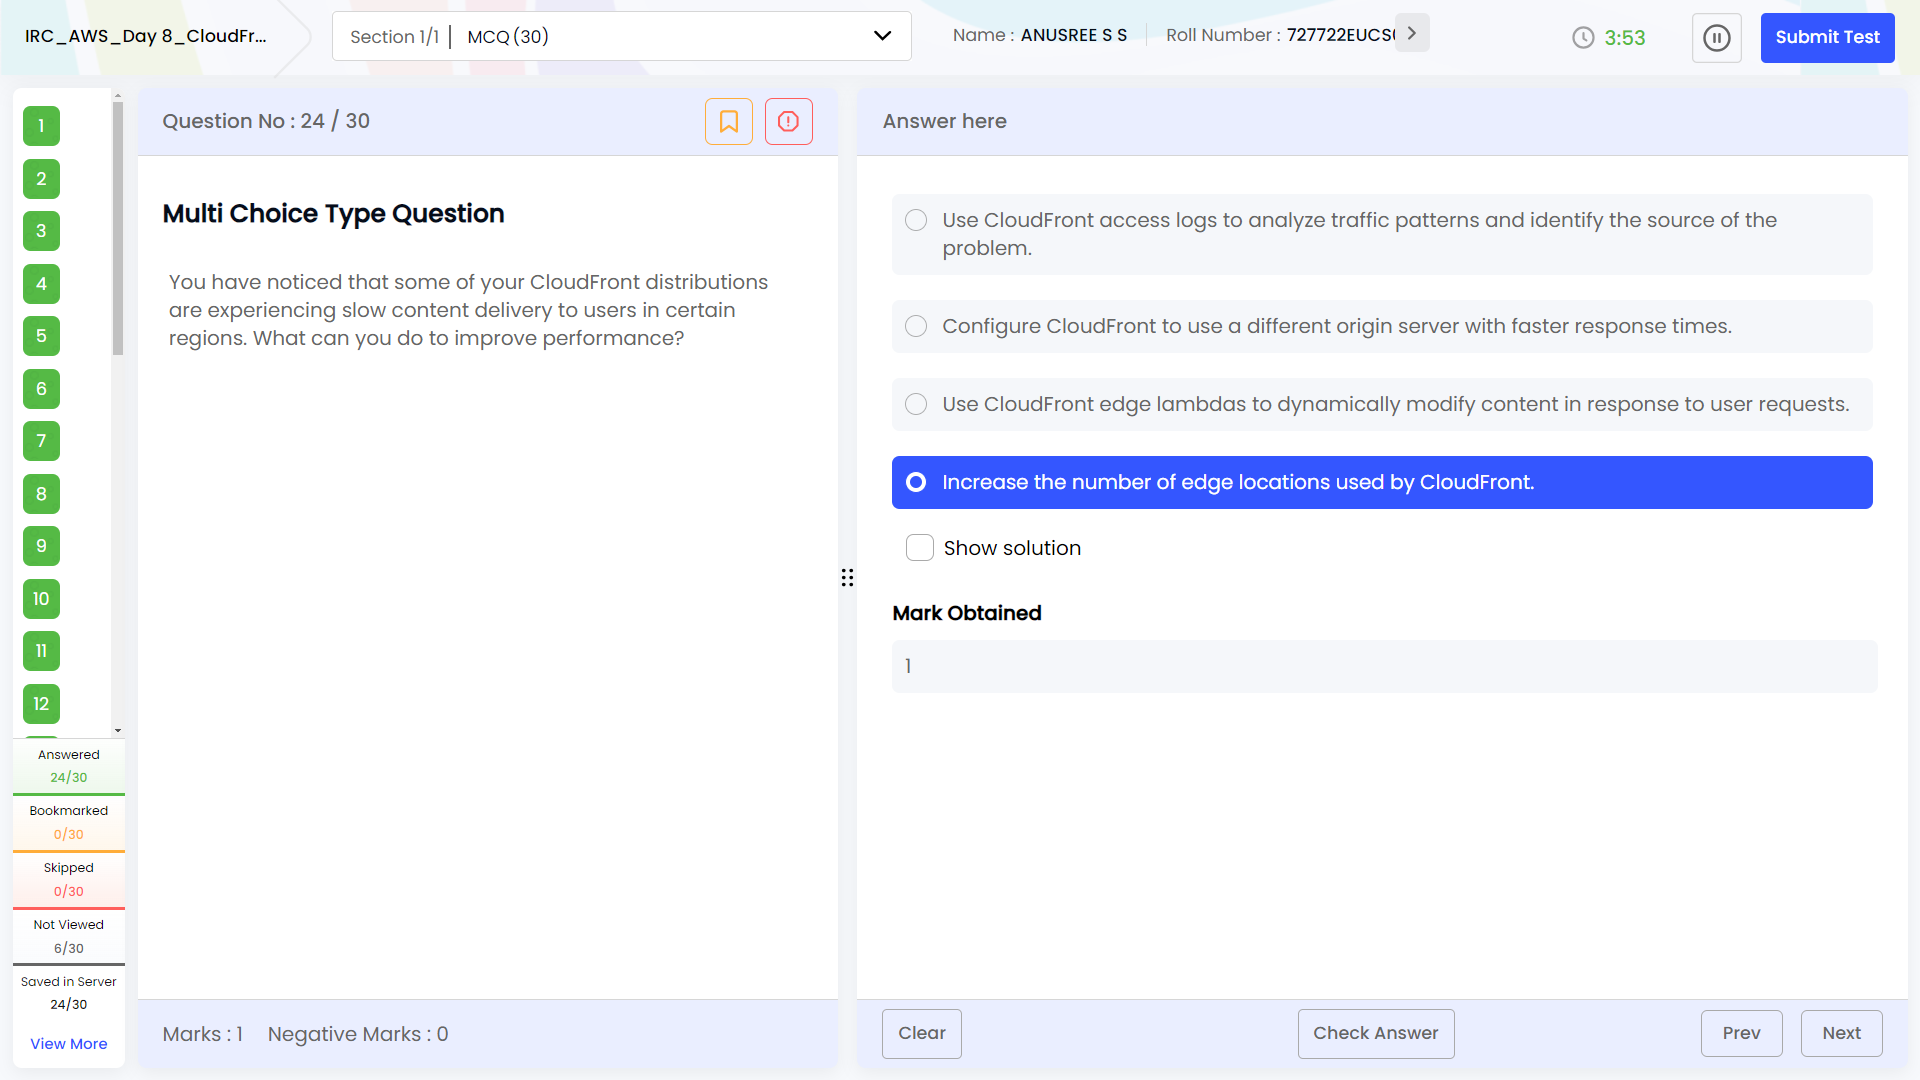 IRC_AWS_Day 8_CloudFr...
Section 1/1 | MCQ (30)
Name : ANUSREE S S
Roll Number : 727722EUCS
3:53
Submit Test
1
2
3
4
5
6
7
8
9
10
11
12
Answered
24/30
Bookmarked
0/30
Skipped
0/30
Not Viewed
6/30
Saved in Server
24/30
View More
Question No : 24 / 30
Multi Choice Type Question
You have noticed that some of your CloudFront distributions
are experiencing slow content delivery to users in certain
regions. What can you do to improve performance?
Marks : 1
Negative Marks : 0
Answer here
Use CloudFront access logs to analyze traffic patterns and identify the source of the
problem.
Configure CloudFront to use a different origin server with faster response times.
Use CloudFront edge lambdas to dynamically modify content in response to user requests.
Increase the number of edge locations used by CloudFront.
Show solution
Mark Obtained
1
Clear
Check Answer
Prev
Next